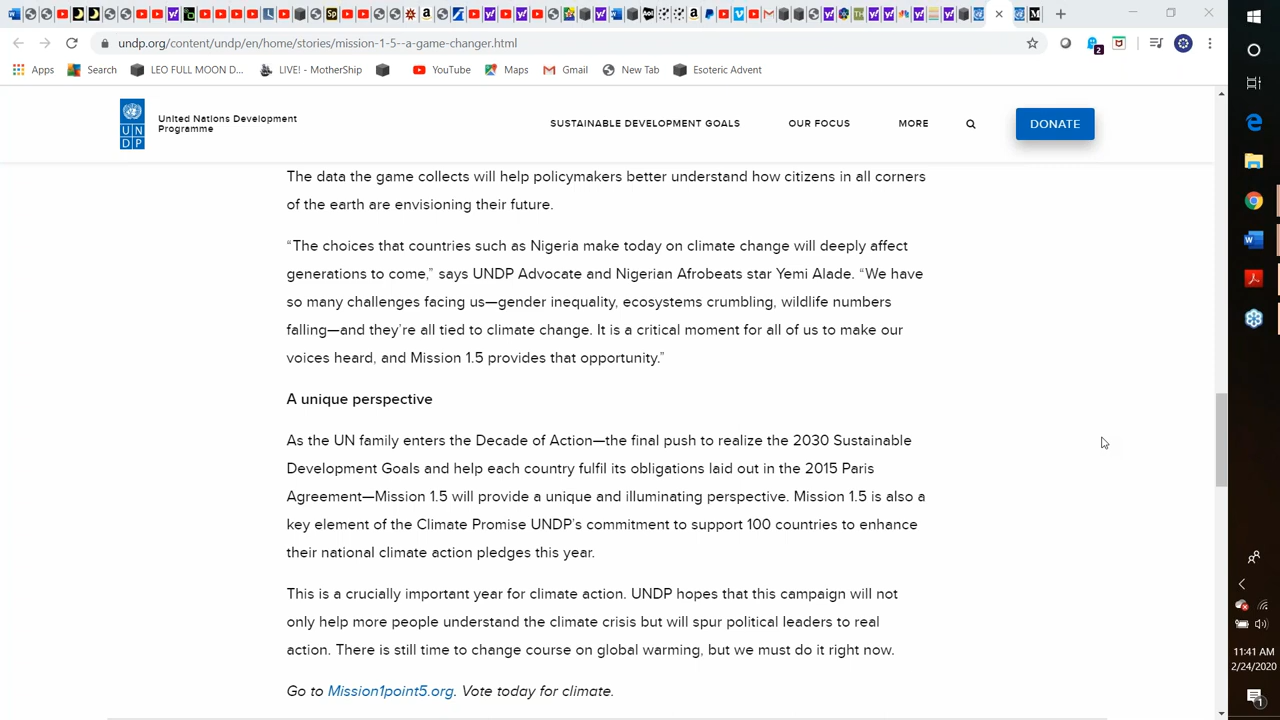 undp.org/content/undp/en/home/stories/mission-1-5--a-game-changer.html
2
Apps Search LEO FULL MOON D... LIVE! - MotherShip YouTube Maps Gmail New Tab Esoteric Advent
U N
D P
United Nations Development
Programme
SUSTAINABLE DEVELOPMENT GOALS OUR FOCUS MORE DONATE
The data the game collects will help policymakers better understand how citizens in all corners
of the earth are envisioning their future.
“The choices that countries such as Nigeria make today on climate change will deeply affect
generations to come,” says UNDP Advocate and Nigerian Afrobeats star Yemi Alade. “We have
so many challenges facing us—gender inequality, ecosystems crumbling, wildlife numbers
falling—and they’re all tied to climate change. It is a critical moment for all of us to make our
voices heard, and Mission 1.5 provides that opportunity.”
A unique perspective
As the UN family enters the Decade of Action—the final push to realize the 2030 Sustainable
Development Goals and help each country fulfil its obligations laid out in the 2015 Paris
Agreement—Mission 1.5 will provide a unique and illuminating perspective. Mission 1.5 is also a
key element of the Climate Promise UNDP’s commitment to support 100 countries to enhance
their national climate action pledges this year.
This is a crucially important year for climate action. UNDP hopes that this campaign will not
only help more people understand the climate crisis but will spur political leaders to real
action. There is still time to change course on global warming, but we must do it right now.
Go to Mission1point5.org. Vote today for climate.
11:41 AM
2/24/2020
1